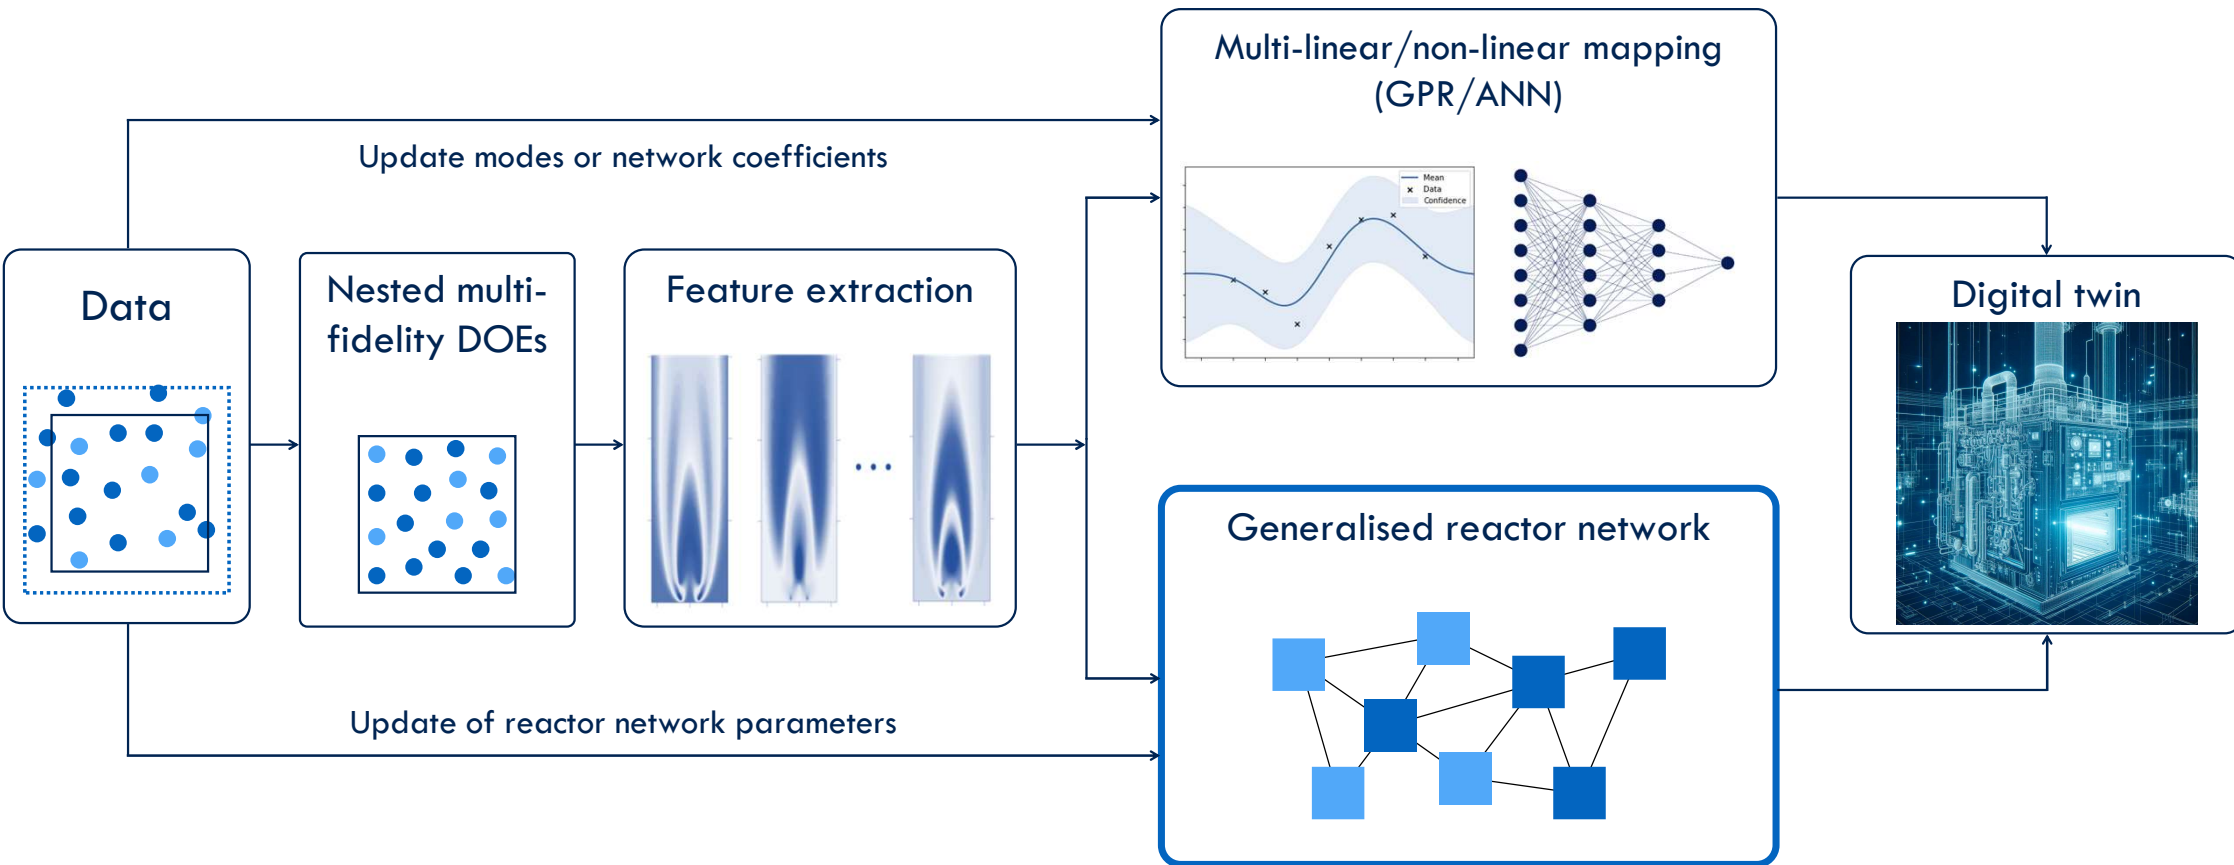 Multi-linear/non-linear mapping
(GPR/ANN)
Update modes or network coefficients
Mean
Data
Confidence
Data
Nested multi-
fidelity DOEs
Feature extraction
Digital twin
Generalised reactor network
Update of reactor network parameters